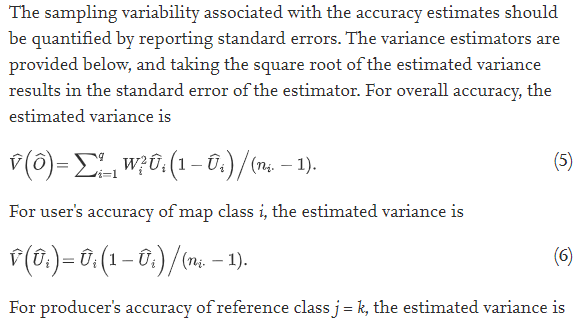 The sampling variability associated with the accuracy estimates should
be quantified by reporting standard errors. The variance estimators are
provided below, and taking the square root of the estimated variance
results in the standard error of the estimator. For overall accuracy, the
estimated variance is
V̂(Ô)=∑ᵢ₌₁^q Wᵢ²Ûᵢ(1−Ûᵢ)/(nᵢ. − 1). (5)
For user's accuracy of map class i, the estimated variance is
V̂(Ûᵢ)=Ûᵢ(1−Ûᵢ)/(nᵢ. − 1). (6)
For producer's accuracy of reference class j = k, the estimated variance is